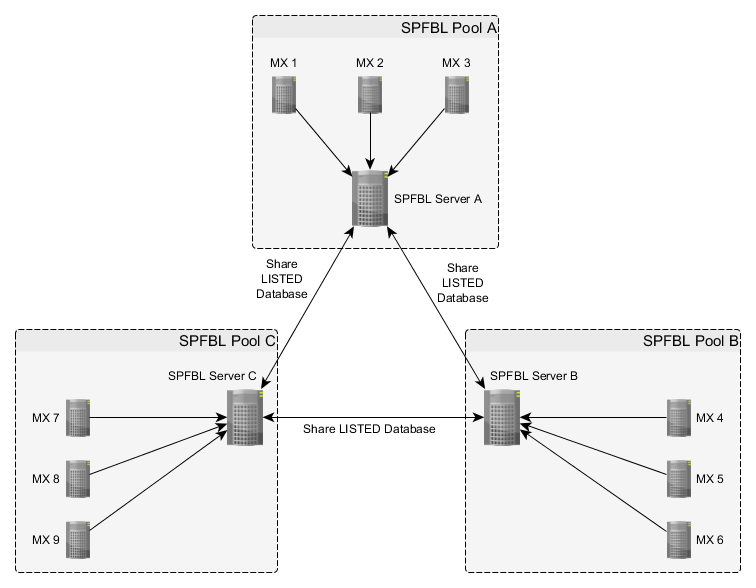 SPFBL Pool A
MX 1
MX 2
MX 3
SPFBL Server A
Share
LISTED
Database
Share
LISTED
Database
SPFBL Pool C
SPFBL Server C
MX 7
MX 8
MX 9
Share LISTED Database
SPFBL Pool B
SPFBL Server B
MX 4
MX 5
MX 6